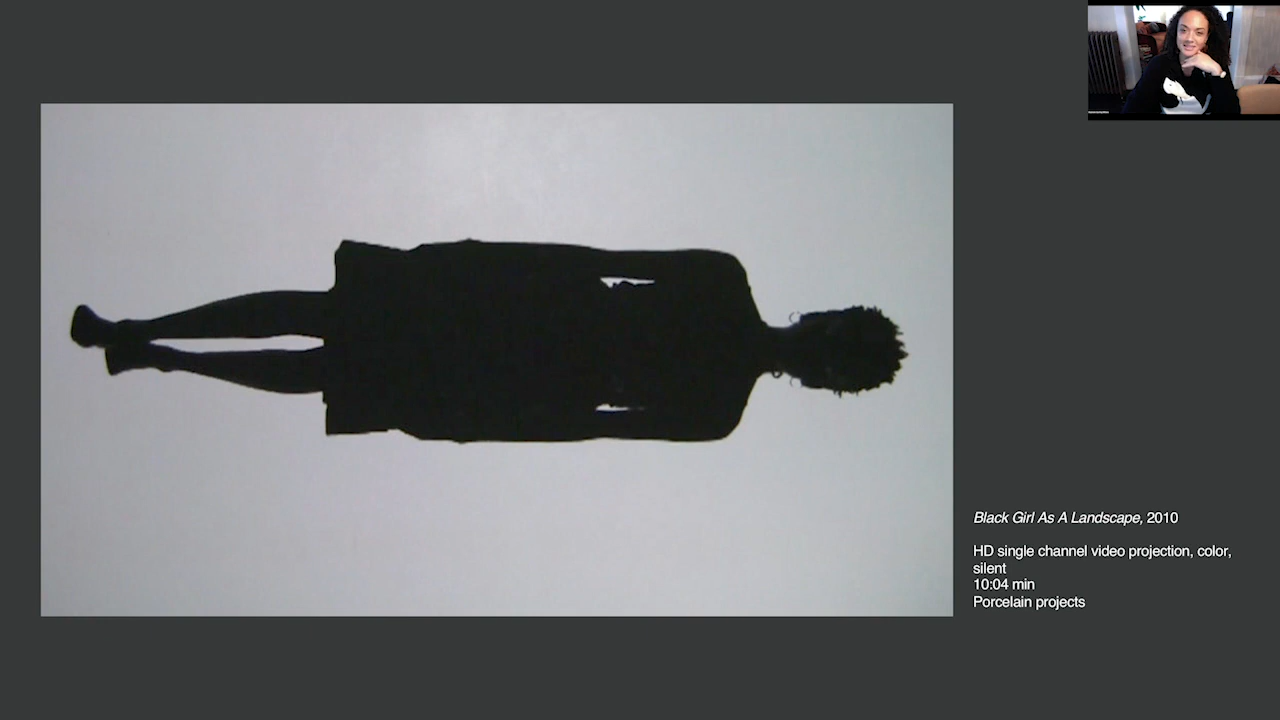 Black Girl As A Landscape, 2010
HD single channel video projection, color,
silent
10:04 min
Porcelain projects